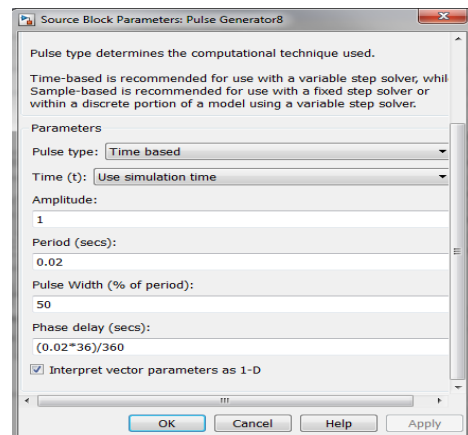 Source Block Parameters: Pulse Generator8
Pulse type determines the computational technique used.
Time-based is recommended for use with a variable step solver, whil
Sample-based is recommended for use with a fixed step solver or
within a discrete portion of a model using a variable step solver.
Parameters
Pulse type: Time based
Time (t): Use simulation time
Amplitude:
1
Period (secs):
0.02
Pulse Width (% of period):
50
Phase delay (secs):
(0.02*36)/360
Interpret vector parameters as 1-D
OK Cancel Help Apply